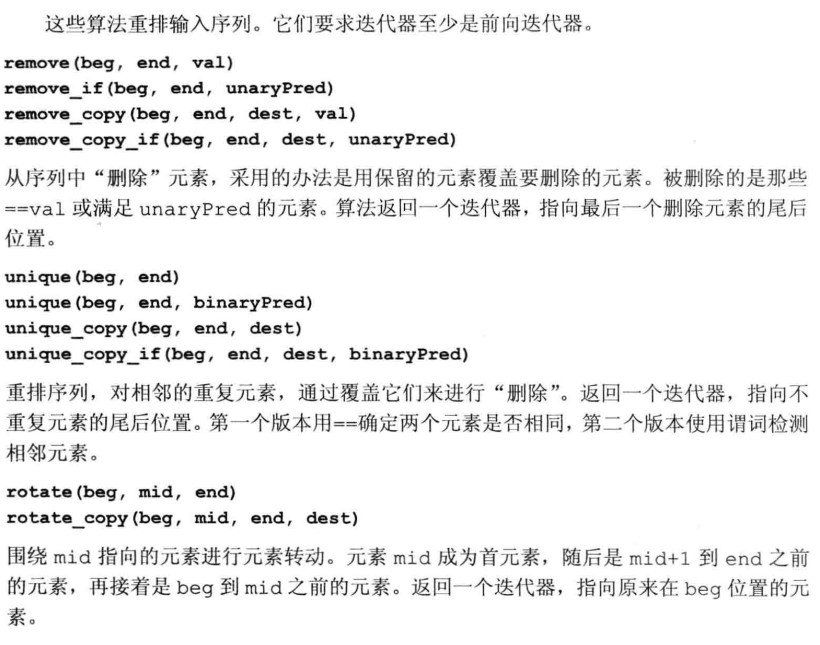 这些算法重排输入序列。它们要求迭代器至少是前向迭代器。
remove(beg, end, val)
remove_if(beg, end, unaryPred)
remove_copy(beg, end, dest, val)
remove_copy_if(beg, end, dest, unaryPred)
从序列中“删除”元素，采用的办法是用保留的元素覆盖要删除的元素。被删除的是那些
==val 或满足 unaryPred 的元素。算法返回一个迭代器，指向最后一个删除元素的尾后
位置。
unique(beg, end)
unique(beg, end, binaryPred)
unique_copy(beg, end, dest)
unique_copy_if(beg, end, dest, binaryPred)
重排序列，对相邻的重复元素，通过覆盖它们来进行“删除”。返回一个迭代器，指向不
重复元素的尾后位置。第一个版本用==确定两个元素是否相同，第二个版本使用谓词检测
相邻元素。
rotate(beg, mid, end)
rotate_copy(beg, mid, end, dest)
围绕 mid 指向的元素进行元素转动。元素 mid 成为首元素，随后是 mid+1 到 end 之前
的元素，再接着是 beg 到 mid 之前的元素。返回一个迭代器，指向原来在 beg 位置的元
素。